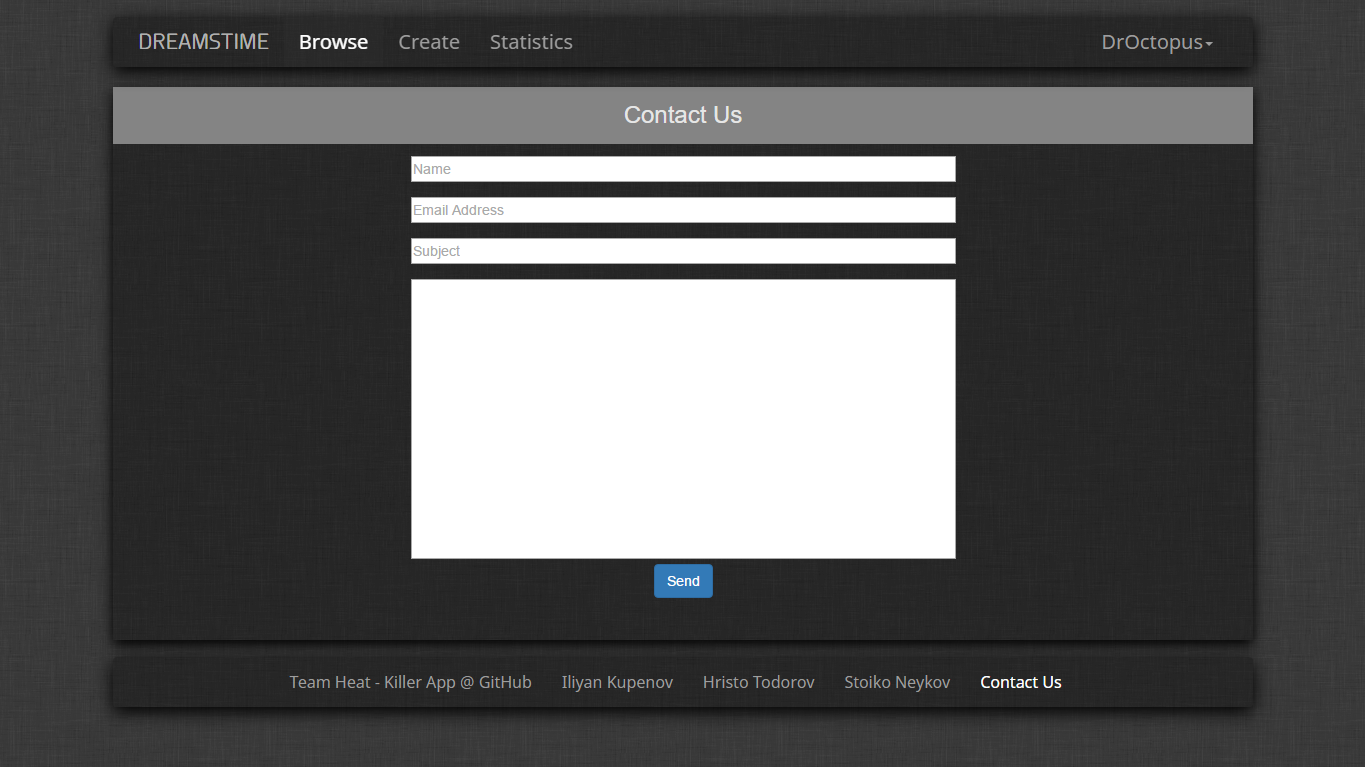 DREAMSTIME Browse Create Statistics DrOctopus
Contact Us
Name
Email Address
Subject
Send
Team Heat - Killer App @ GitHub Iliyan Kupenov Hristo Todorov Stoiko Neykov Contact Us